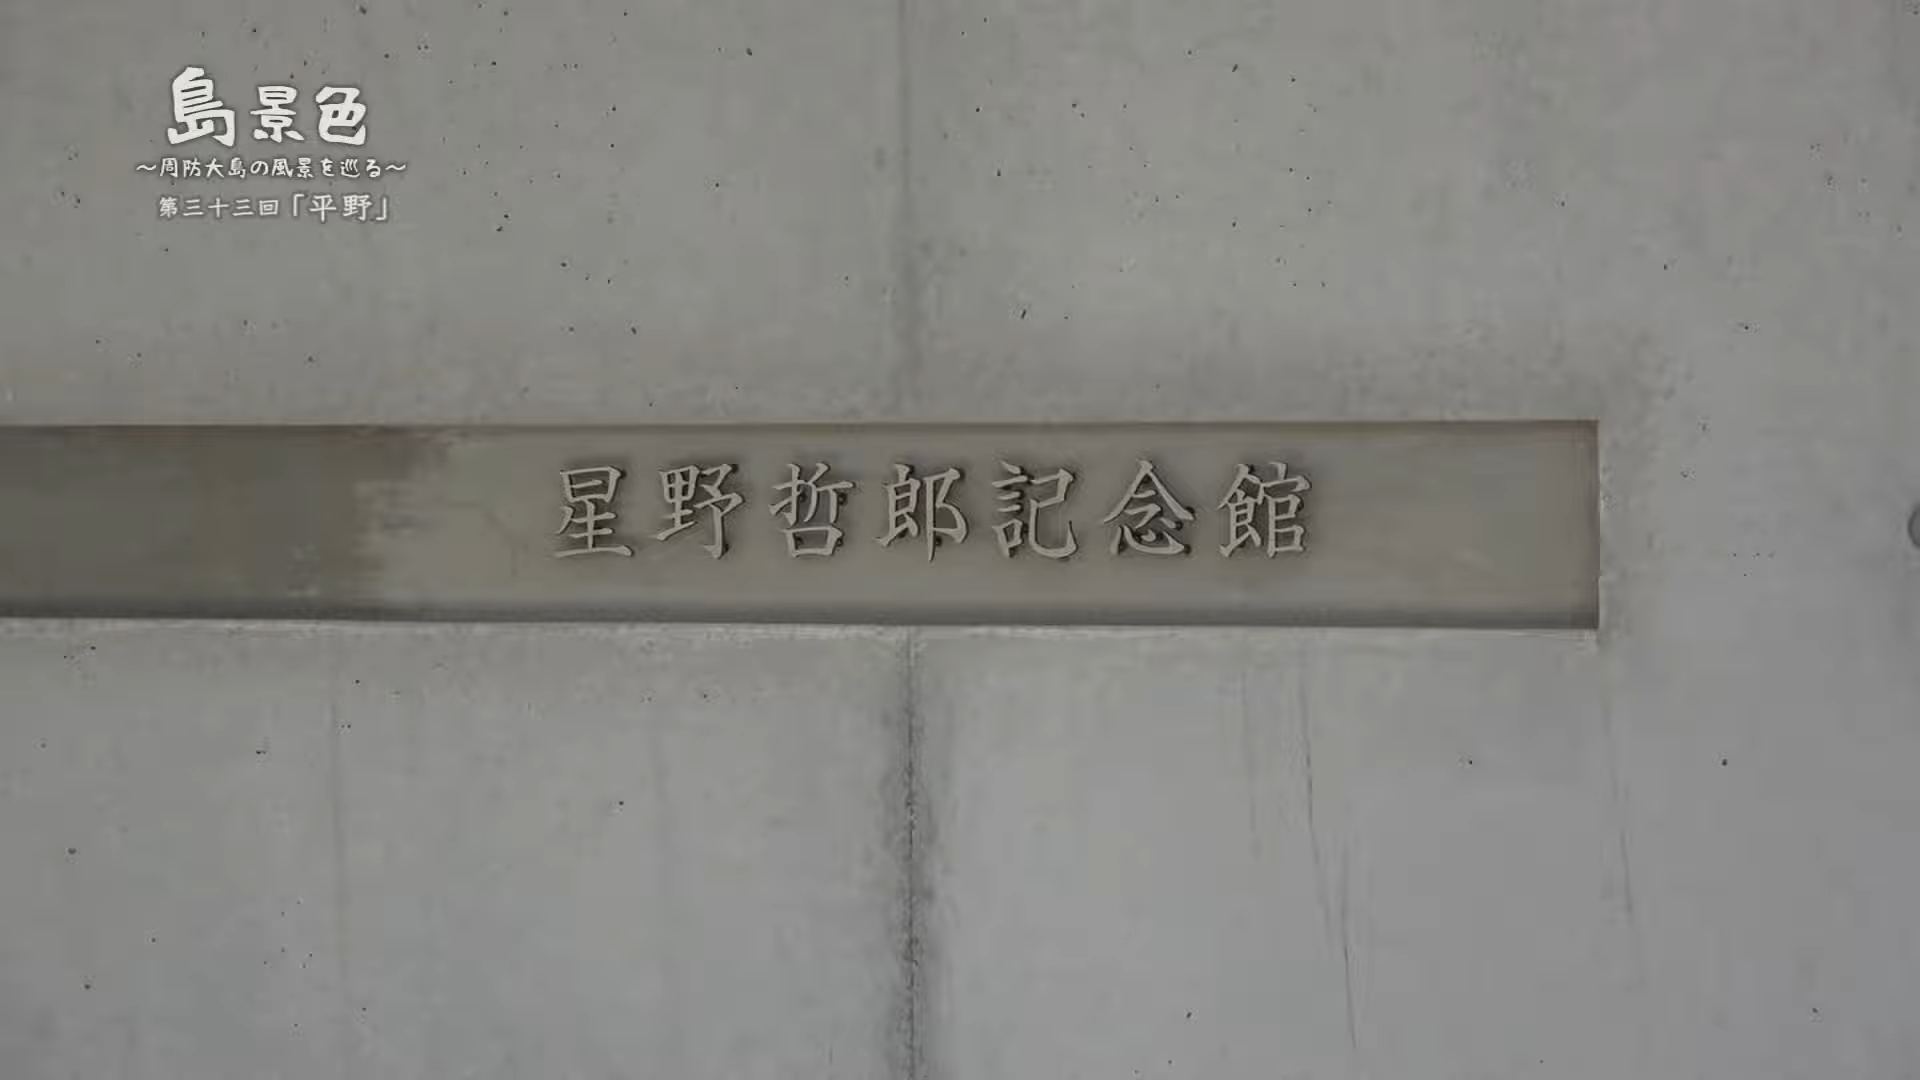 島景色
～周防大島の風景を巡る～
第三十三回「平野」
星野哲郎記念館